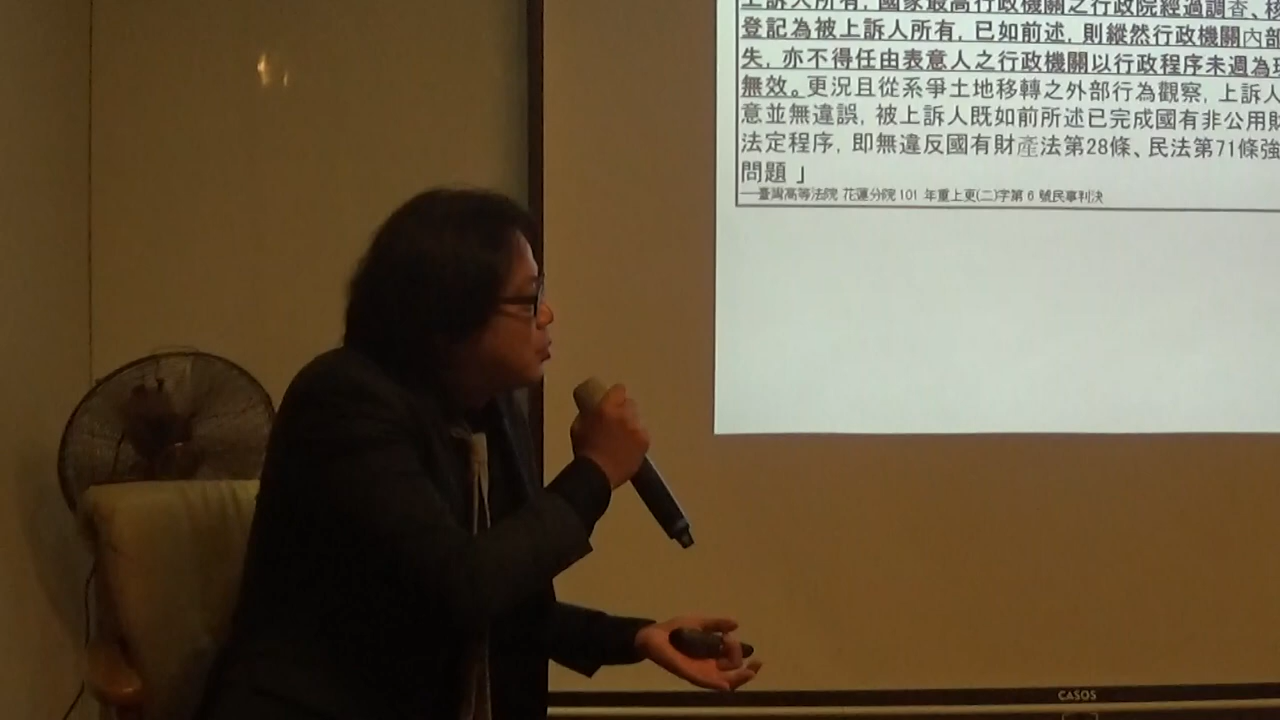 上訴人所有, 國家最高行政機關之行政院經過調查、核
登記為被上訴人所有, 已如前述, 則縱然行政機關內部
失, 亦不得任由表意人之行政機關以行政程序未週為理
無效。更況且從系爭土地移轉之外部行為觀察, 上訴人
意並無違誤, 被上訴人既如前所述已完成國有非公用財
法定程序, 即無違反國有財產法第28條、民法第71條強
問題」
—臺灣高等法院 花蓮分院 101 年重上更(二)字第 6 號民事判決
CASOS